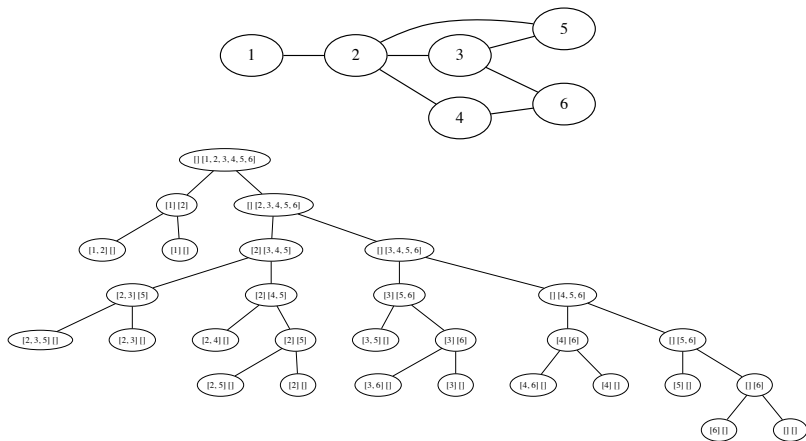 5
1 2 3
4 6
[] [1, 2, 3, 4, 5, 6]
[1] [2] [] [2, 3, 4, 5, 6]
[1, 2] [] [1] [] [2] [3, 4, 5] [] [3, 4, 5, 6]
[2, 3] [5] [2] [4, 5] [3] [5, 6] [] [4, 5, 6]
[2, 3, 5] [] [2, 3] [] [2, 4] [] [2] [5] [3, 5] [] [3] [6] [4] [6] [] [5, 6]
[2, 5] [] [2] [] [3, 6] [] [3] [] [4, 6] [] [4] [] [5] [] [] [6]
[6] [] [] []